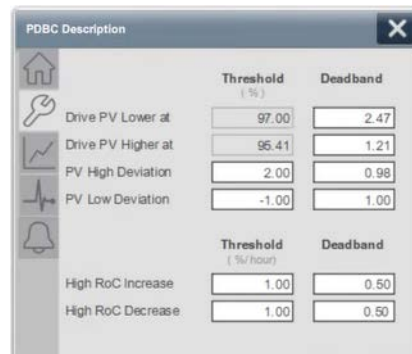 PDBC Description
Threshold Deadband
( % )
Drive PV Lower at 97.00 2.47
Drive PV Higher at 95.41 1.21
PV High Deviation 2.00 0.98
PV Low Deviation -1.00 1.00
Threshold Deadband
( %/hour)
High RoC Increase 1.00 0.50
High RoC Decrease 1.00 0.50